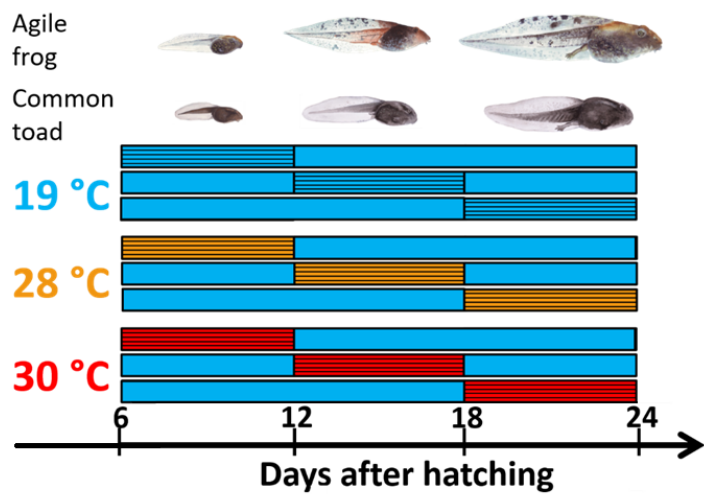 Agile
frog
Common
toad
19 °C
28 °C
30 °C
6 12 18 24
Days after hatching